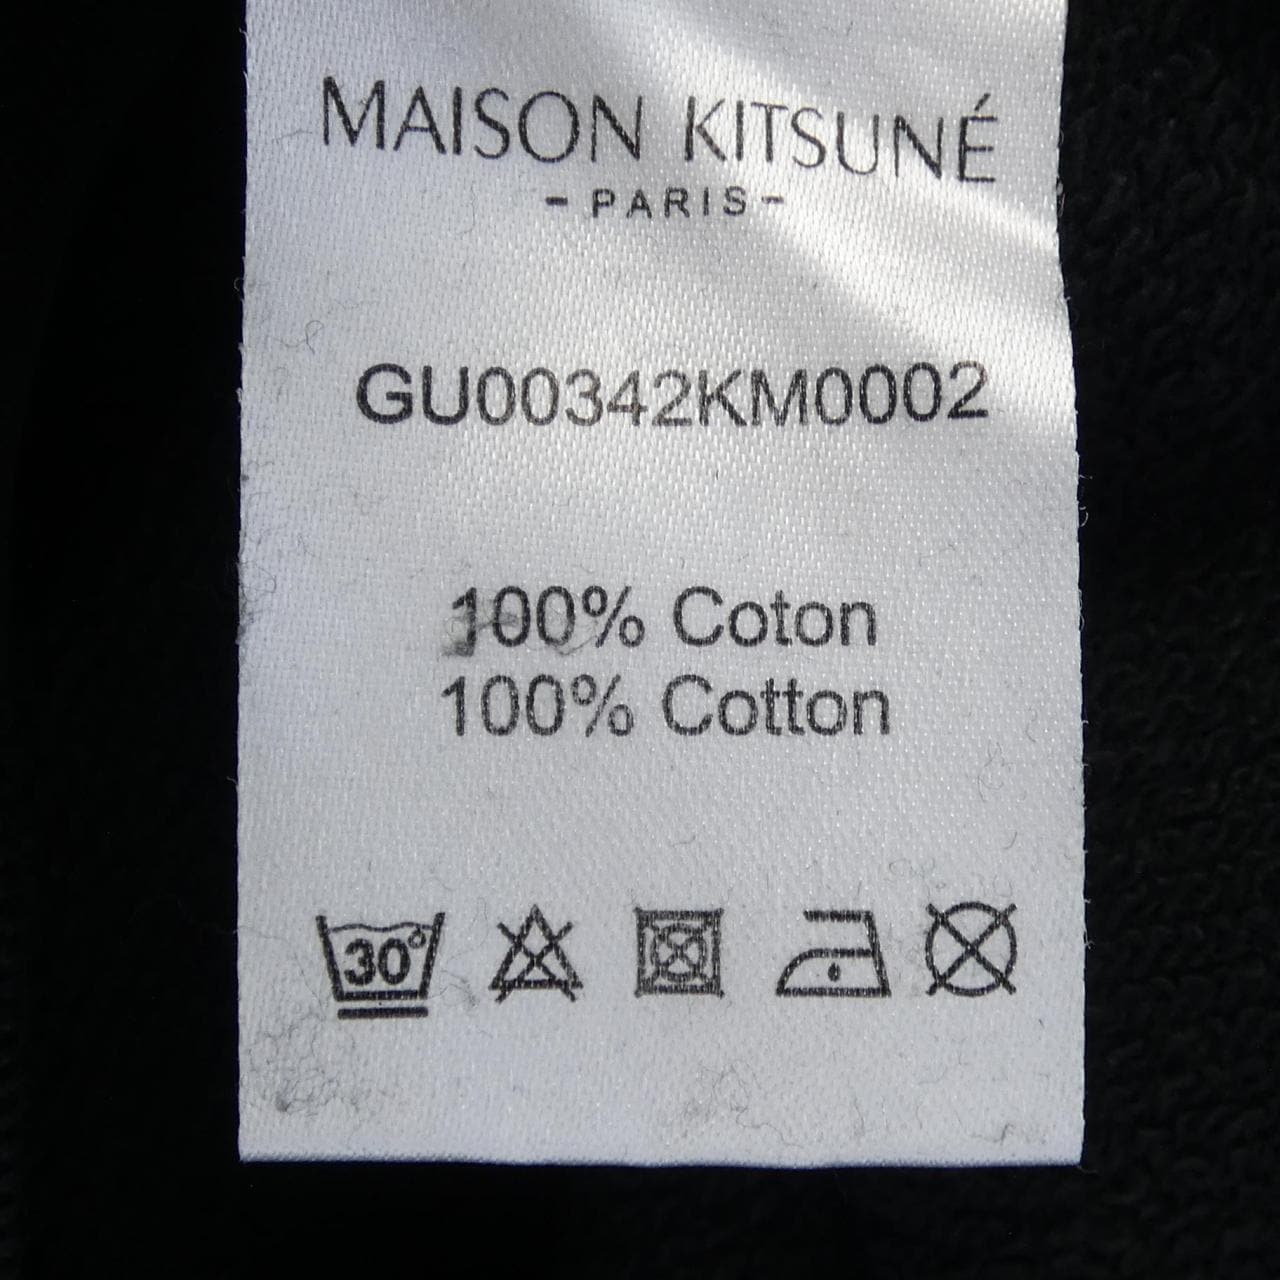 MAISON KITSUNÉ
- PARIS -
GU00342KM0002
100% Coton
100% Cotton
30°